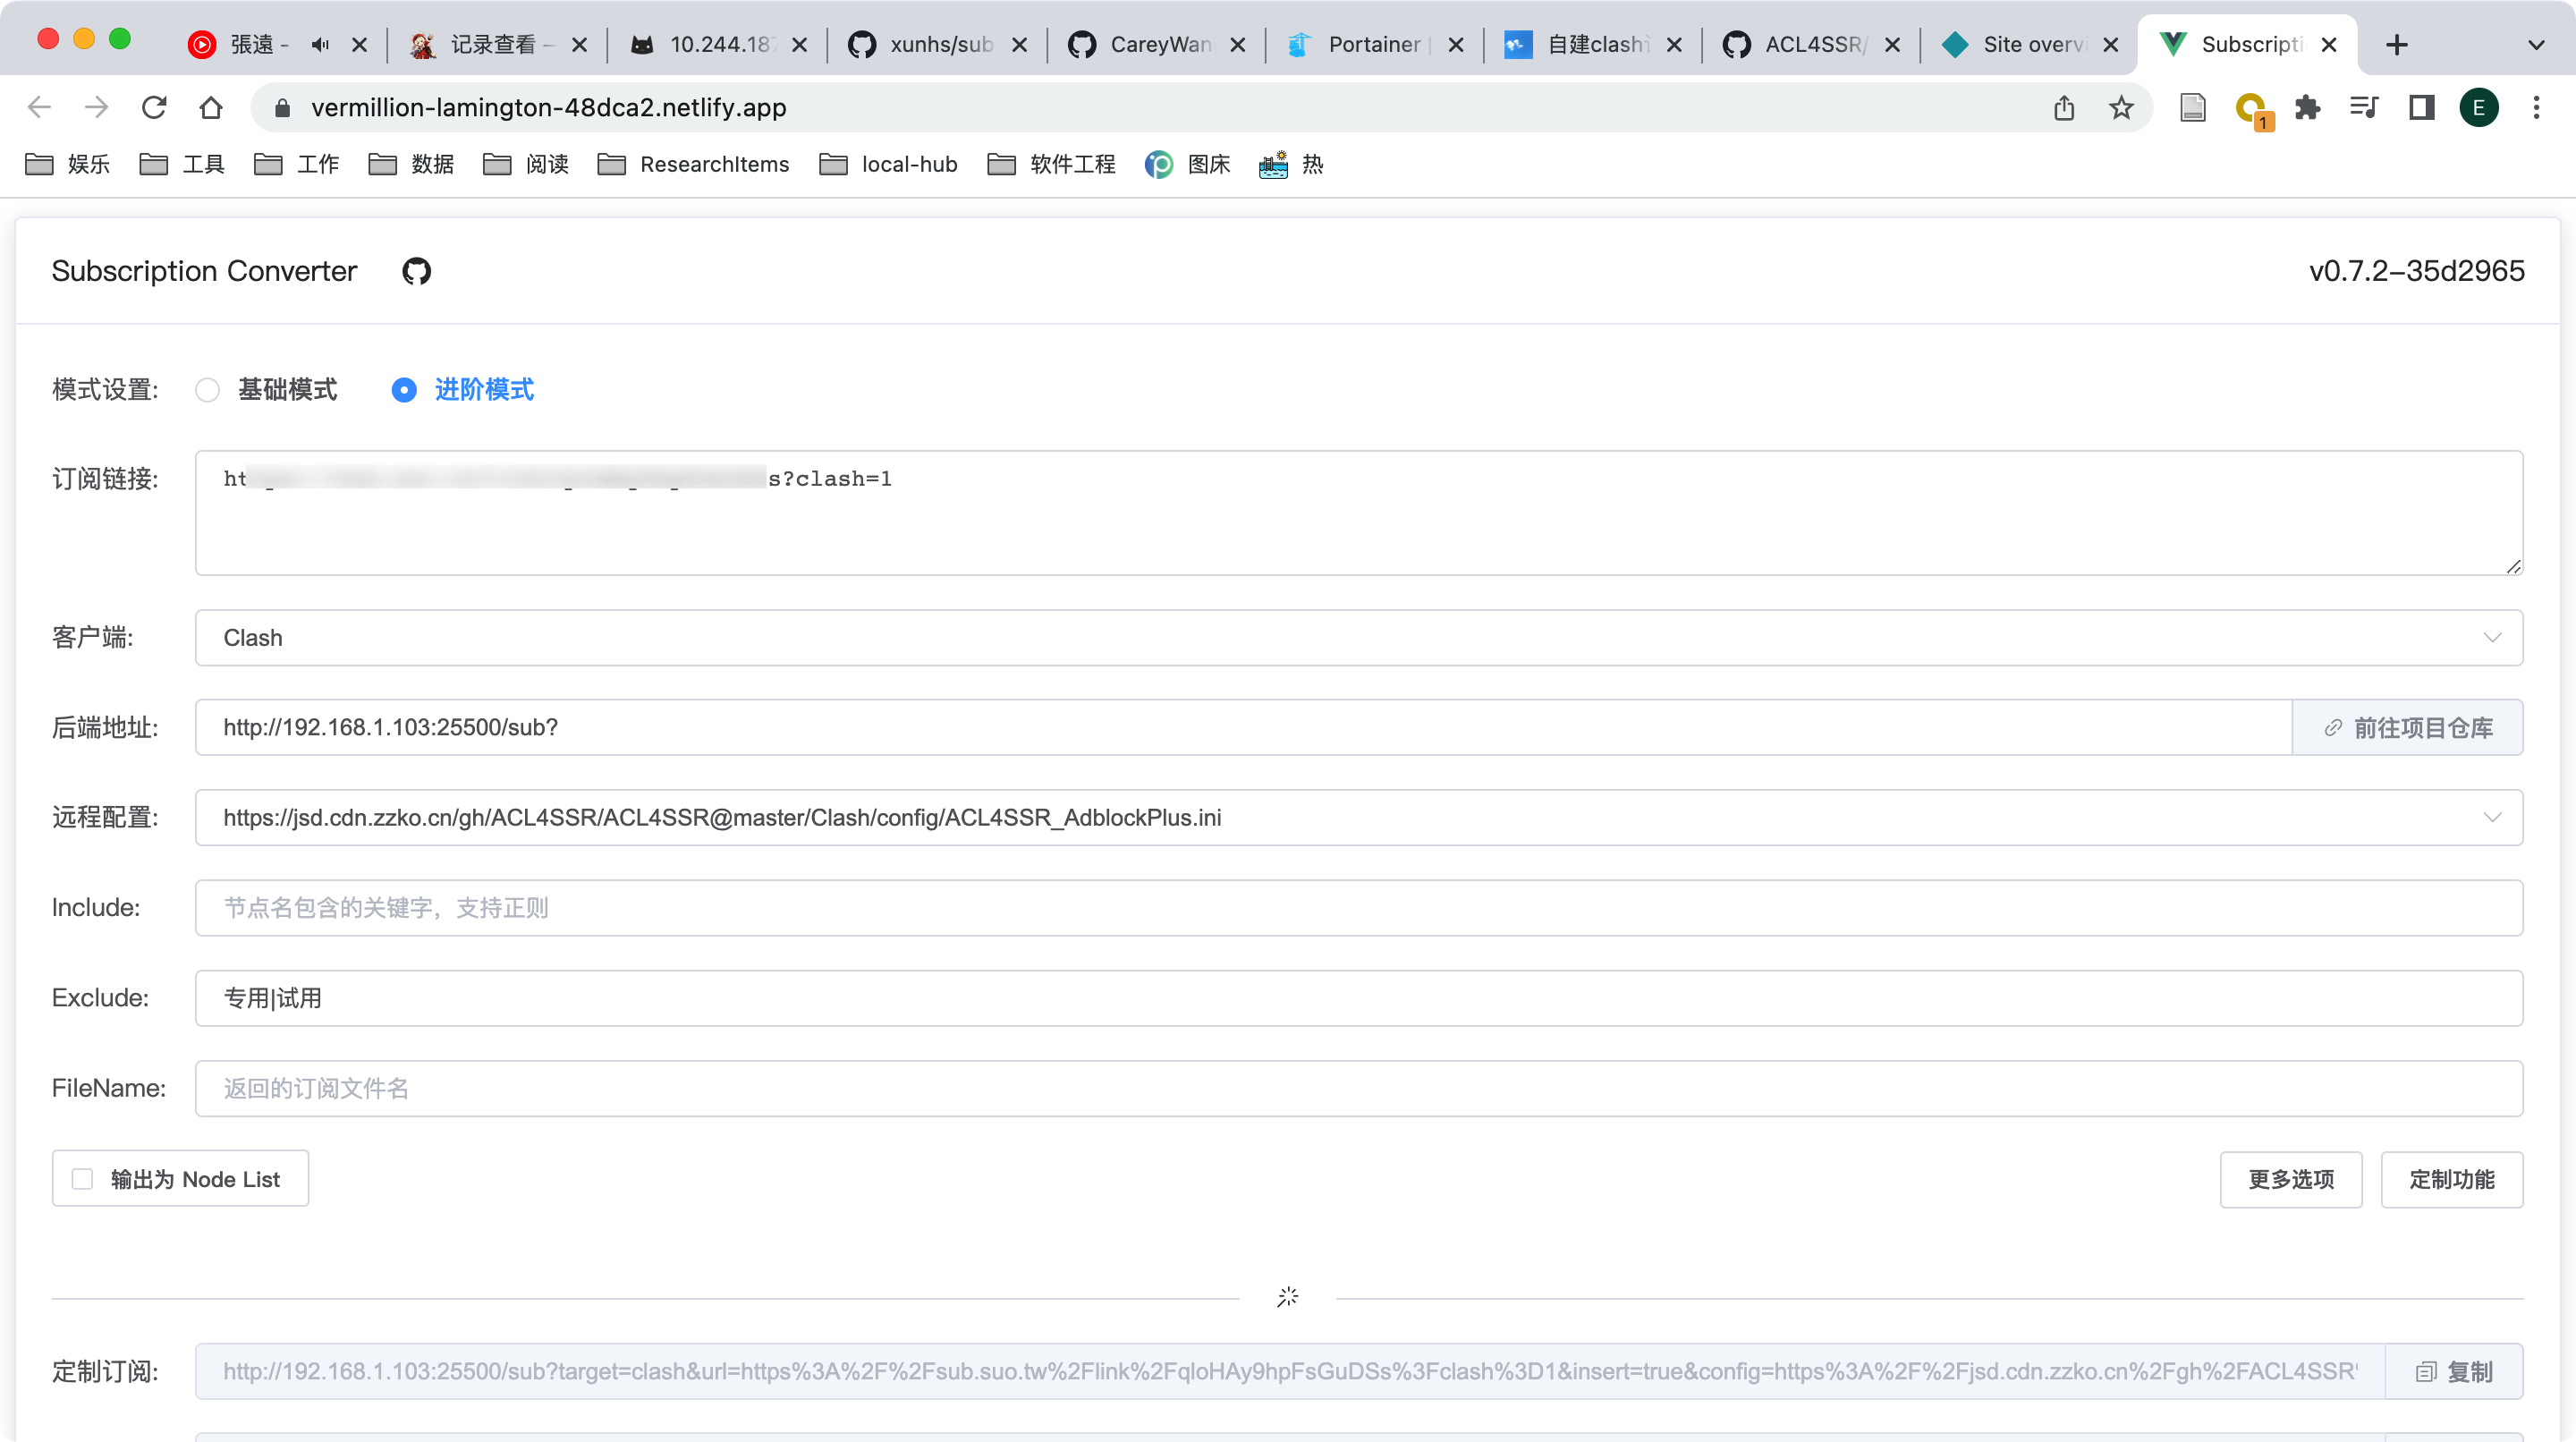 張遠 -
记录查看 –
10.244.187
xunhs/sub
CareyWan
Portainer |
自建clash
ACL4SSR/
Site overvi
Subscripti
vermillion-lamington-48dca2.netlify.app
1
E
娱乐
工具
工作
数据
阅读
ResearchItems
local-hub
软件工程
图床
热
Subscription Converter
v0.7.2-35d2965
模式设置:
基础模式
进阶模式
订阅链接:
ht
s?clash=1
客户端:
Clash
后端地址:
http://192.168.1.103:25500/sub?
前往项目仓库
远程配置:
https://jsd.cdn.zzko.cn/gh/ACL4SSR/ACL4SSR@master/Clash/config/ACL4SSR_AdblockPlus.ini
Include:
节点名包含的关键字，支持正则
Exclude:
专用|试用
FileName:
返回的订阅文件名
输出为 Node List
更多选项
定制功能
定制订阅:
http://192.168.1.103:25500/sub?target=clash&url=https%3A%2F%2Fsub.suo.tw%2Flink%2FqloHAy9hpFsGuDSs%3Fclash%3D1&insert=true&config=https%3A%2F%2Fjsd.cdn.zzko.cn%2Fgh%2FACL4SSR
复制